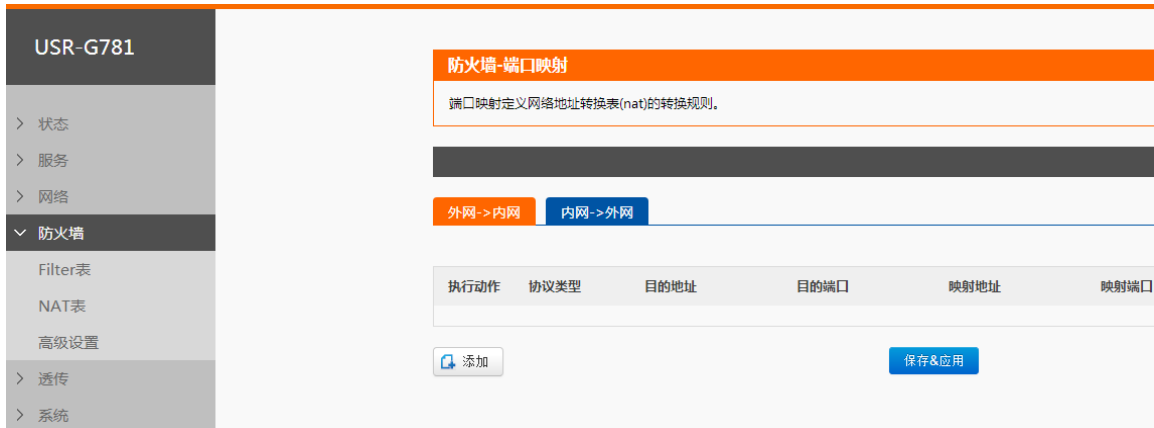 USR-G781
状态
服务
网络
防火墙
Filter表
NAT表
高级设置
透传
系统
防火墙-端口映射
端口映射定义网络地址转换表(nat)的转换规则。
外网->内网 内网->外网
执行动作 协议类型 目的地址 目的端口 映射地址 映射端口
添加 保存&应用